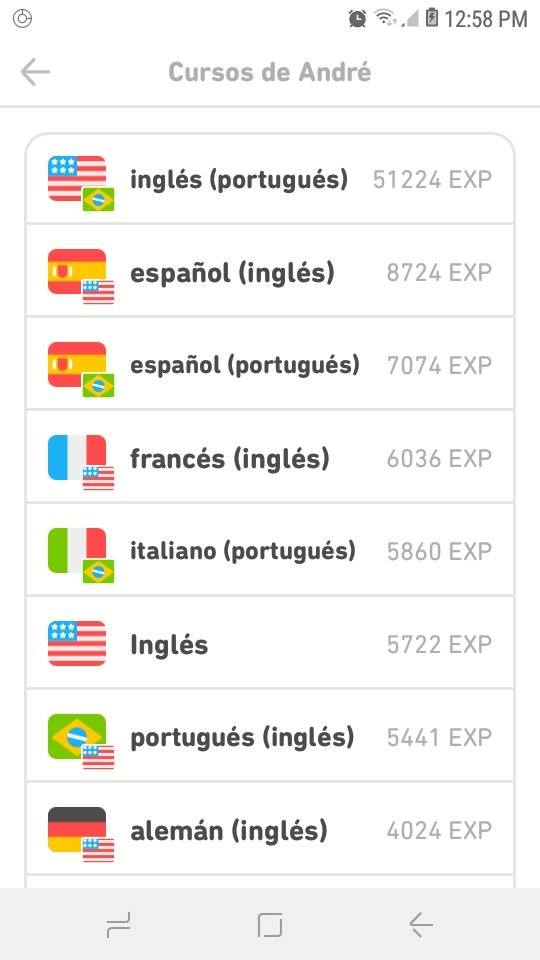 12:58 PM
Cursos de André
inglés (portugués) 51224 EXP
español (inglés) 8724 EXP
español (portugués) 7074 EXP
francés (inglés) 6036 EXP
italiano (portugués) 5860 EXP
Inglés 5722 EXP
portugués (inglés) 5441 EXP
alemán (inglés) 4024 EXP